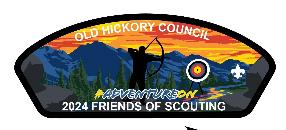 OLD HICKORY COUNCIL
#ADVENTUREON
2024 FRIENDS OF SCOUTING